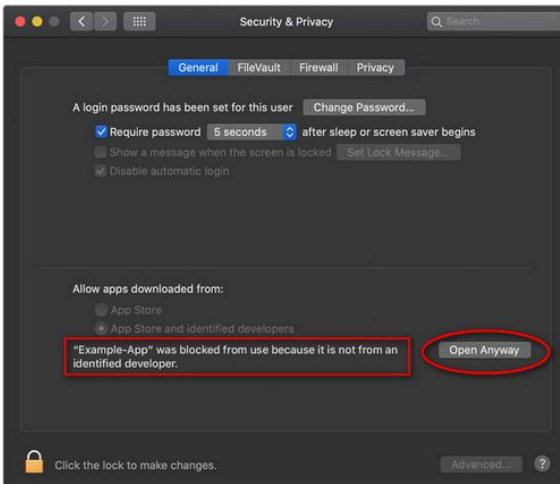 Security & Privacy
Search
General FileVault Firewall Privacy
A login password has been set for this user Change Password...
Require password 5 seconds after sleep or screen saver begins
Show a message when the screen is locked Set Lock Message...
Disable automatic login
Allow apps downloaded from:
App Store
App Store and identified developers
“Example-App” was blocked from use because it is not from an
identified developer.
Open Anyway
Click the lock to make changes.
Advanced...
?